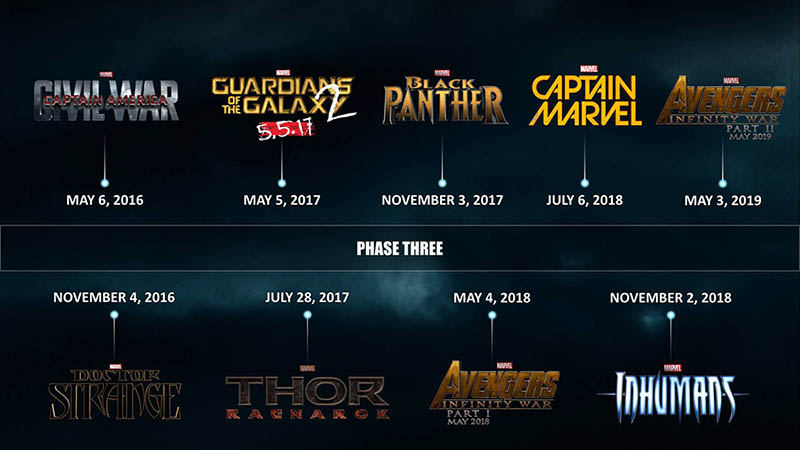 MARVEL
CIVIL WAR
CAPTAIN AMERICA
MARVEL
GUARDIANS
OF THE GALAXY
2
5.5.17
MARVEL
BLACK
PANTHER
MARVEL
CAPTAIN
MARVEL
MARVEL
AVENGERS
INFINITY WAR
PART II
MAY 2019
MAY 6, 2016
MAY 5, 2017
NOVEMBER 3, 2017
JULY 6, 2018
MAY 3, 2019
PHASE THREE
NOVEMBER 4, 2016
JULY 28, 2017
MAY 4, 2018
NOVEMBER 2, 2018
MARVEL
DOCTOR
STRANGE
MARVEL
THOR
RAGNAROK
MARVEL
AVENGERS
INFINITY WAR
PART I
MAY 2018
MARVEL
INHUMANS